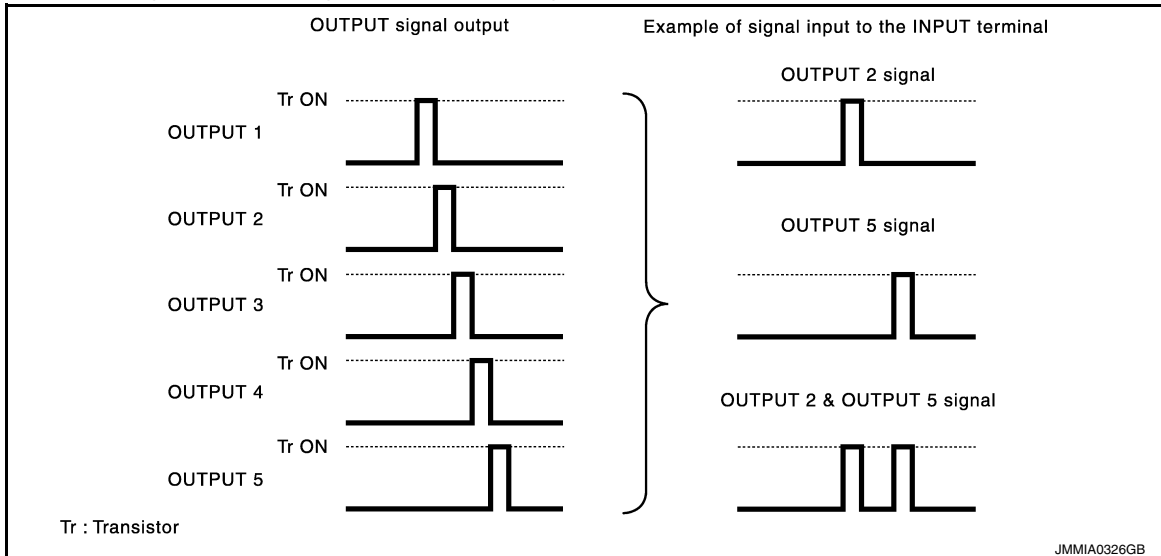 OUTPUT signal output
Example of signal input to the INPUT terminal
Tr ON
OUTPUT 1
Tr ON
OUTPUT 2
Tr ON
OUTPUT 3
Tr ON
OUTPUT 4
Tr ON
OUTPUT 5
OUTPUT 2 signal
OUTPUT 5 signal
OUTPUT 2 & OUTPUT 5 signal
Tr : Transistor
JMMIA0326GB